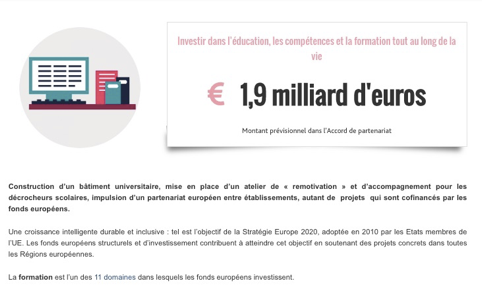 Investir dans l'éducation, les compétences et la formation tout au long de la
vie
€ 1,9 milliard d'euros
Montant prévisionnel dans l'Accord de partenariat
Construction d'un bâtiment universitaire, mise en place d'un atelier de « remotivation » et d'accompagnement pour les
décrocheurs scolaires, impulsion d'un partenariat européen entre établissements, autant de projets qui sont cofinancés par les
fonds européens.
Une croissance intelligente durable et inclusive : tel est l'objectif de la Stratégie Europe 2020, adoptée en 2010 par les Etats membres de
l'UE. Les fonds européens structurels et d'investissement contribuent à atteindre cet objectif en soutenant des projets concrets dans toutes
les Régions européennes.
La formation est l'un des 11 domaines dans lesquels les fonds européens investissent.